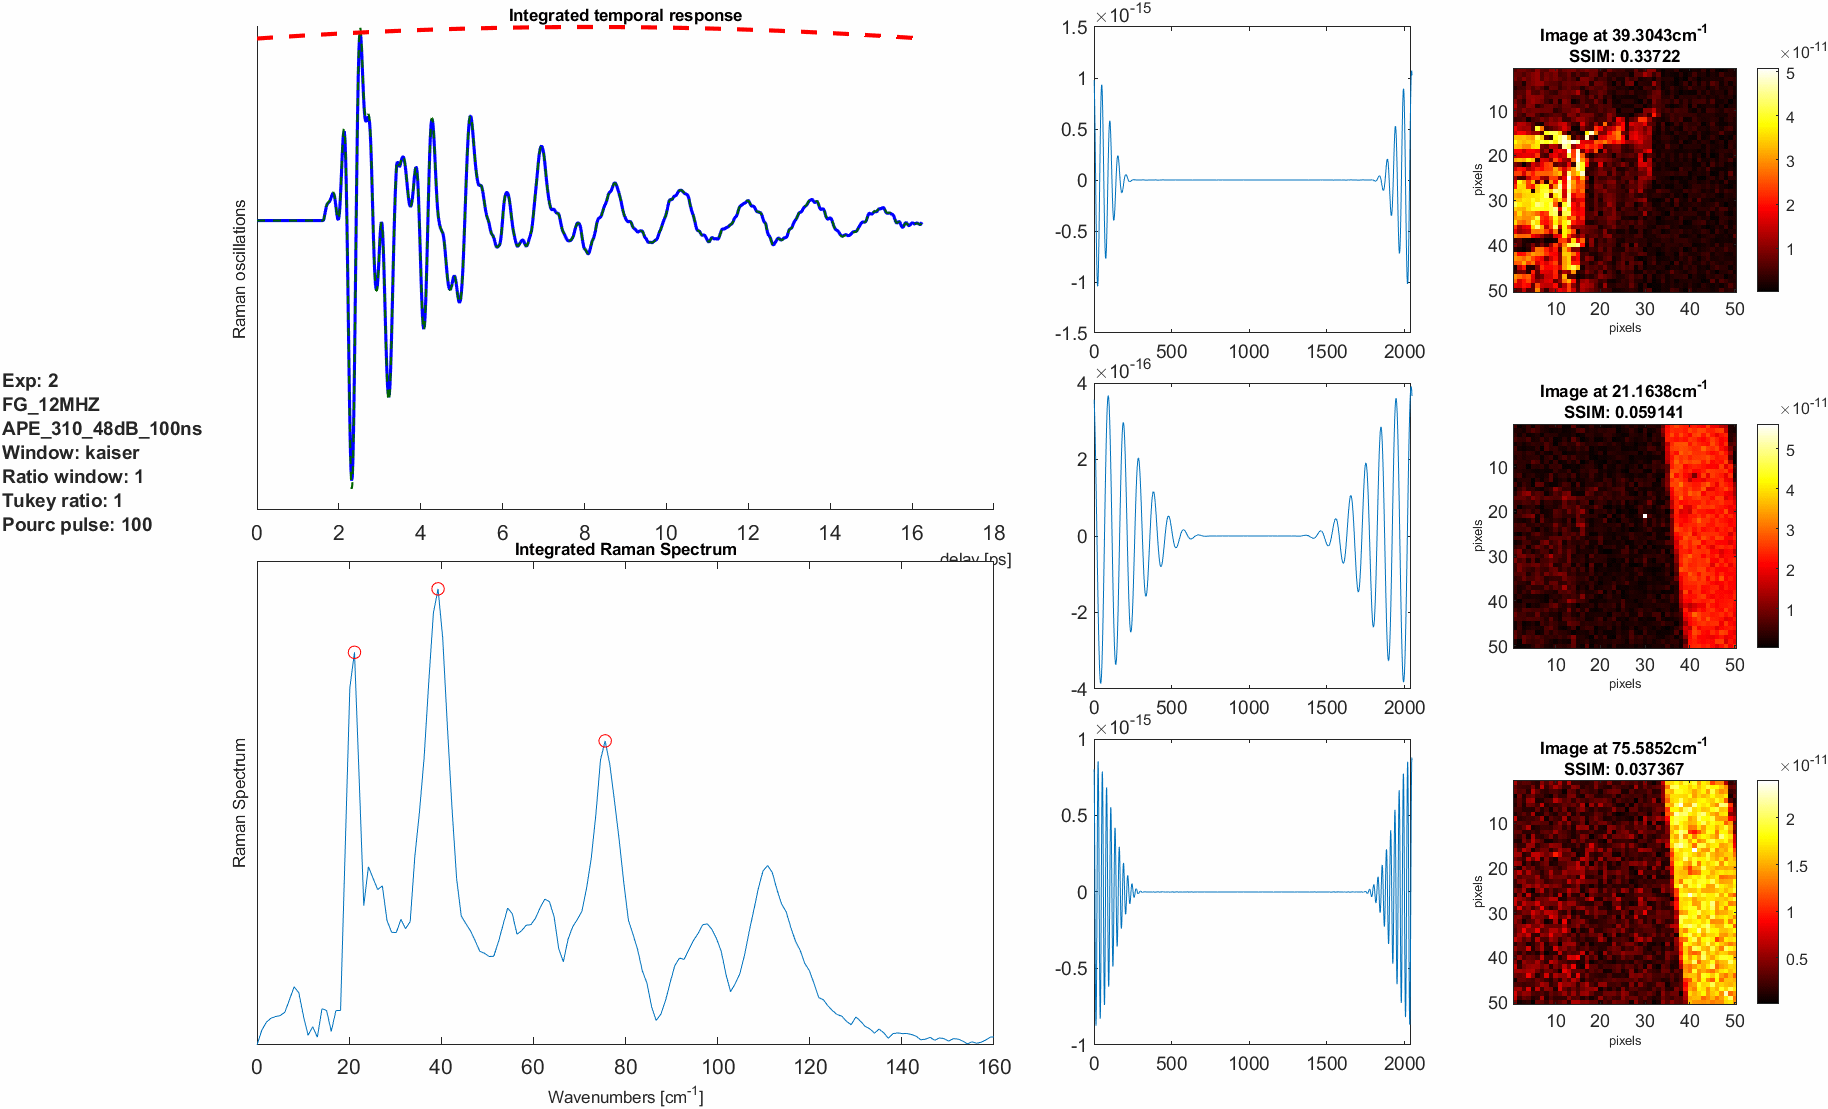 Exp: 2
FG_12MHZ
APE_310_48dB_100ns
Window: kaiser
Ratio window: 1
Tukey ratio: 1
Pourc pulse: 100
Integrated temporal response
Raman oscillations
0 2 4 6 8 10 12 14 16 18
delay [ps]
Integrated Raman Spectrum
Raman Spectrum
0 20 40 60 80 100 120 140 160
Wavenumbers [cm-1]
×10-15
1.5
1
0.5
0
-0.5
-1
-1.5
0 500 1000 1500 2000
×10-16
4
2
0
-2
-4
0 500 1000 1500 2000
×10-15
1
0.5
0
-0.5
-1
0 500 1000 1500 2000
Image at 39.3043cm-1
SSIM: 0.33722
×10-11
pixels
10
20
30
40
50
10 20 30 40 50
pixels
5
4
3
2
1
Image at 21.1638cm-1
SSIM: 0.059141
×10-11
pixels
10
20
30
40
50
10 20 30 40 50
pixels
5
4
3
2
1
Image at 75.5852cm-1
SSIM: 0.037367
×10-11
pixels
10
20
30
40
50
10 20 30 40 50
pixels
2
1.5
1
0.5